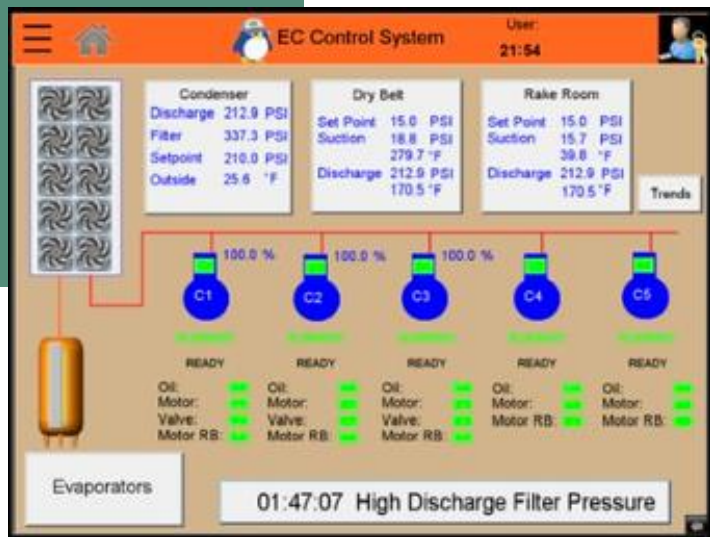 EC Control System
User:
21:54
Condenser
Discharge 212.9 PSI
Filter 337.3 PSI
Setpoint 210.0 PSI
Outside 25.6 °F
Dry Belt
Set Point 15.0 PSI
Suction 18.8 PSI
279.7 °F
Discharge 212.9 PSI
170.5 °F
Rake Room
Set Point 15.0 PSI
Suction 15.7 PSI
39.8 °F
Discharge 212.9 PSI
170.5 °F
Trends
100.0 % 100.0 % 100.0 %
C1 C2 C3 C4 C5
READY READY READY READY READY
Oil: Oil: Oil: Oil: Oil:
Motor: Motor: Motor: Motor: Motor:
Valve: Valve: Valve: Motor RB: Motor RB:
Motor RB: Motor RB: Motor RB:
Evaporators
01:47:07 High Discharge Filter Pressure